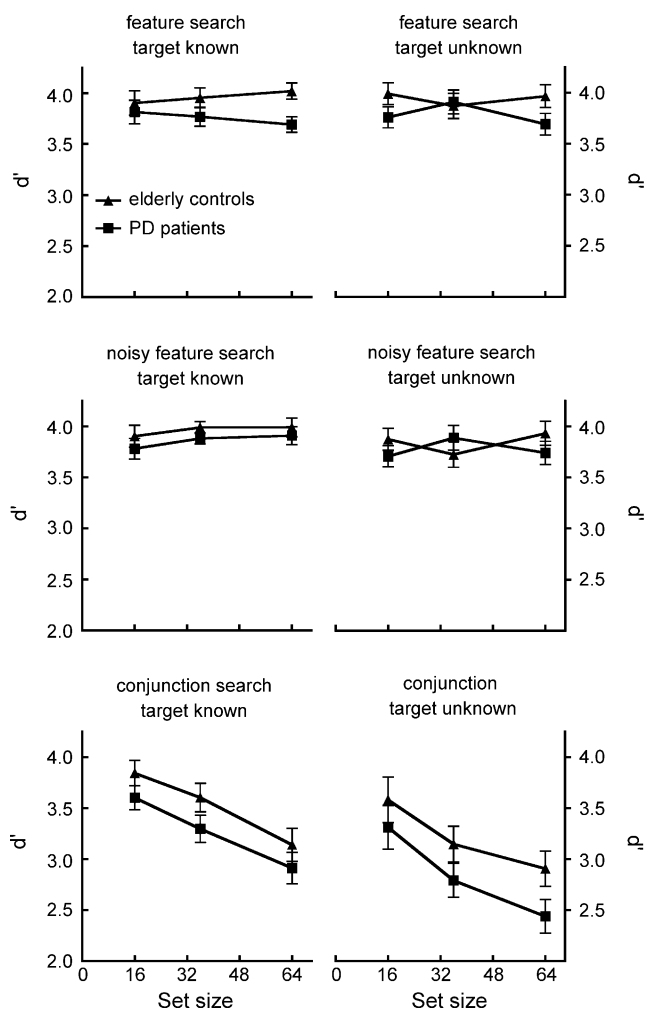 feature search
target known
feature search
target unknown
4.0
3.5
3.0
2.5
2.0
d'
elderly controls
PD patients
4.0
3.5
3.0
2.5
d'
noisy feature search
target known
noisy feature search
target unknown
4.0
3.5
3.0
2.5
2.0
d'
4.0
3.5
3.0
2.5
d'
conjunction search
target known
conjunction
target unknown
4.0
3.5
3.0
2.5
2.0
d'
4.0
3.5
3.0
2.5
d'
0 16 32 48 64
Set size
0 16 32 48 64
Set size